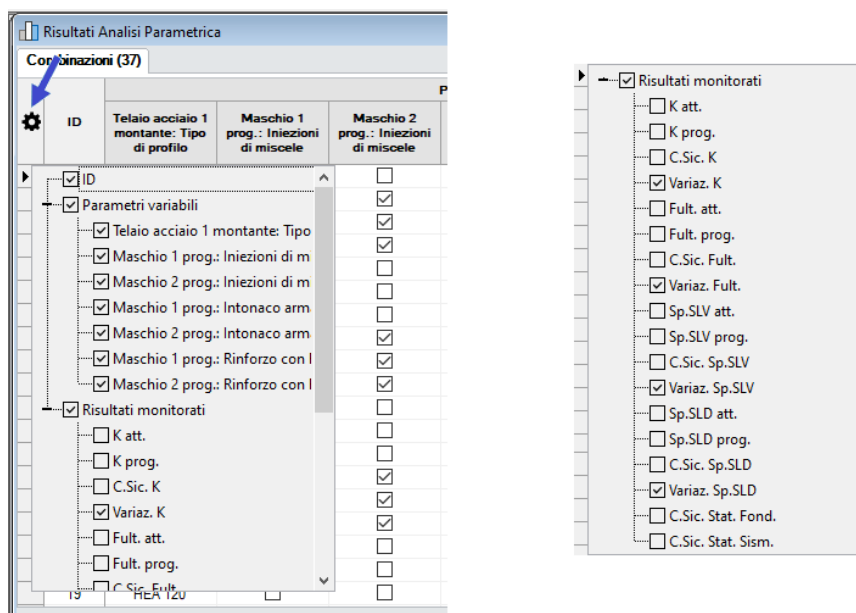 Risultati Analisi Parametrica
Combinazioni (37)
P
ID
Telaio acciaio 1
montante: Tipo
di profilo
Maschio 1
prog.: Iniezioni
di miscele
Maschio 2
prog.: Iniezioni
di miscele
ID
Parametri variabili
Telaio acciaio 1 montante: Tipo
Maschio 1 prog.: Iniezioni di m
Maschio 2 prog.: Iniezioni di m
Maschio 1 prog.: Intonaco arm
Maschio 2 prog.: Intonaco arm
Maschio 1 prog.: Rinforzo con
Maschio 2 prog.: Rinforzo con
Risultati monitorati
K att.
K prog.
C.Sic. K
Variaz. K
Fult. att.
Fult. prog.
C.Sic. Fult.
19 HEA 120
Risultati monitorati
K att.
K prog.
C.Sic. K
Variaz. K
Fult. att.
Fult. prog.
C.Sic. Fult.
Variaz. Fult.
Sp.SLV att.
Sp.SLV prog.
C.Sic. Sp.SLV
Variaz. Sp.SLV
Sp.SLD att.
Sp.SLD prog.
C.Sic. Sp.SLD
Variaz. Sp.SLD
C.Sic. Stat. Fond.
C.Sic. Stat. Sism.